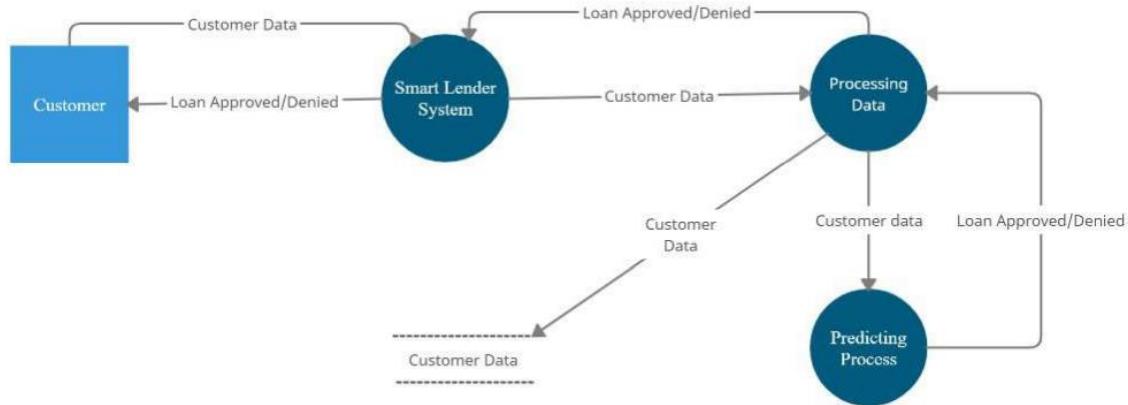 Customer Data
Loan Approved/Denied
Customer
Loan Approved/Denied
Smart Lender
System
Customer Data
Processing
Data
Customer
Data
Customer data
Loan Approved/Denied
Customer Data
Predicting
Process